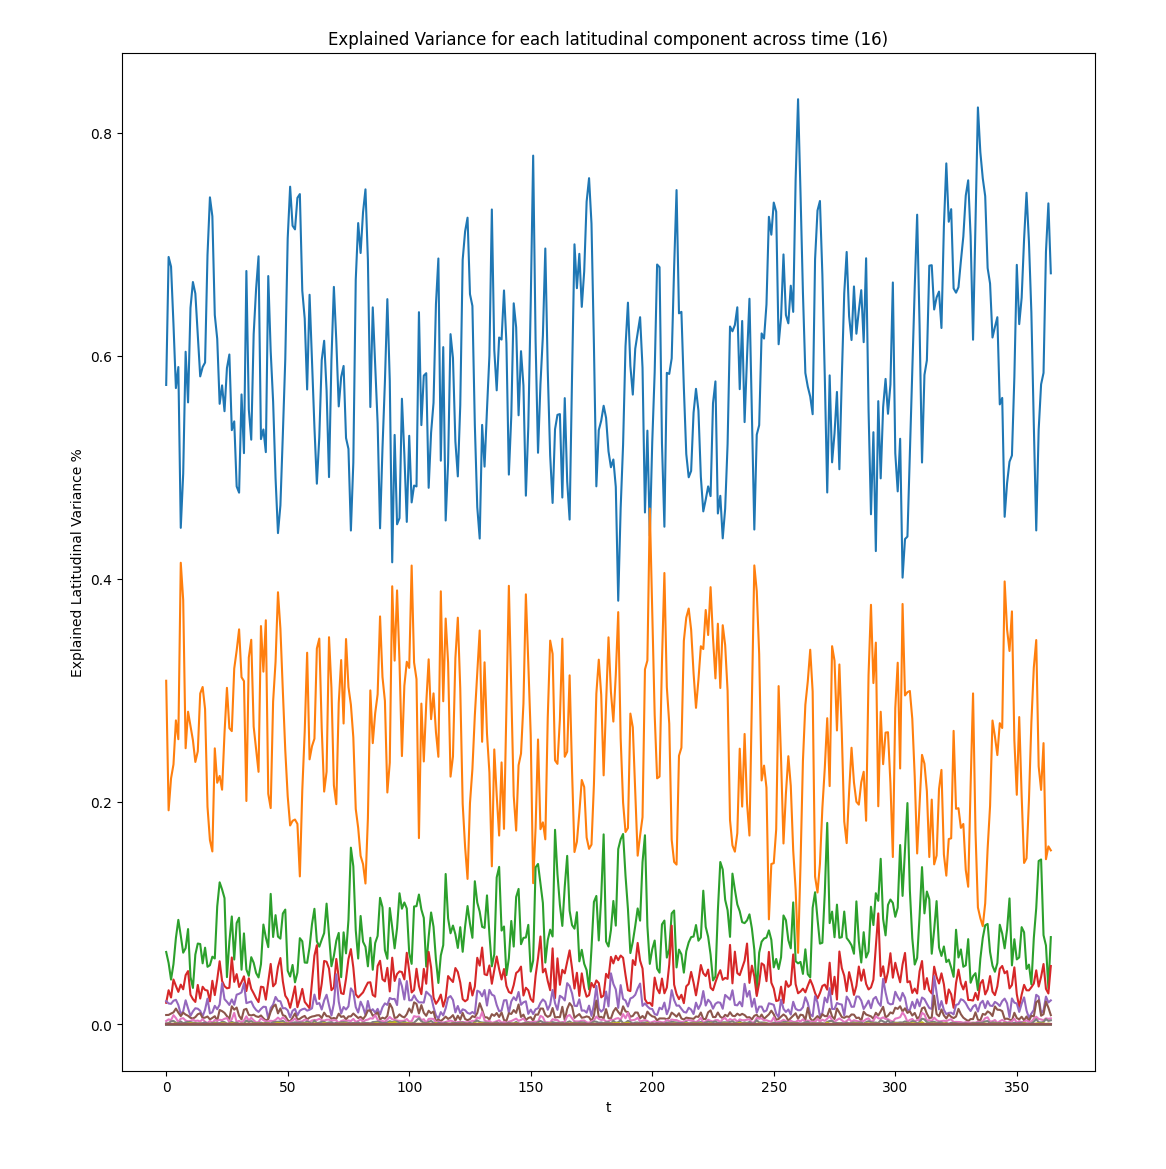 Explained Variance for each latitudinal component across time (16)
0.8
0.6
0.4
0.2
0.0
Explained Latitudinal Variance %
0 50 100 150 200 250 300 350
t